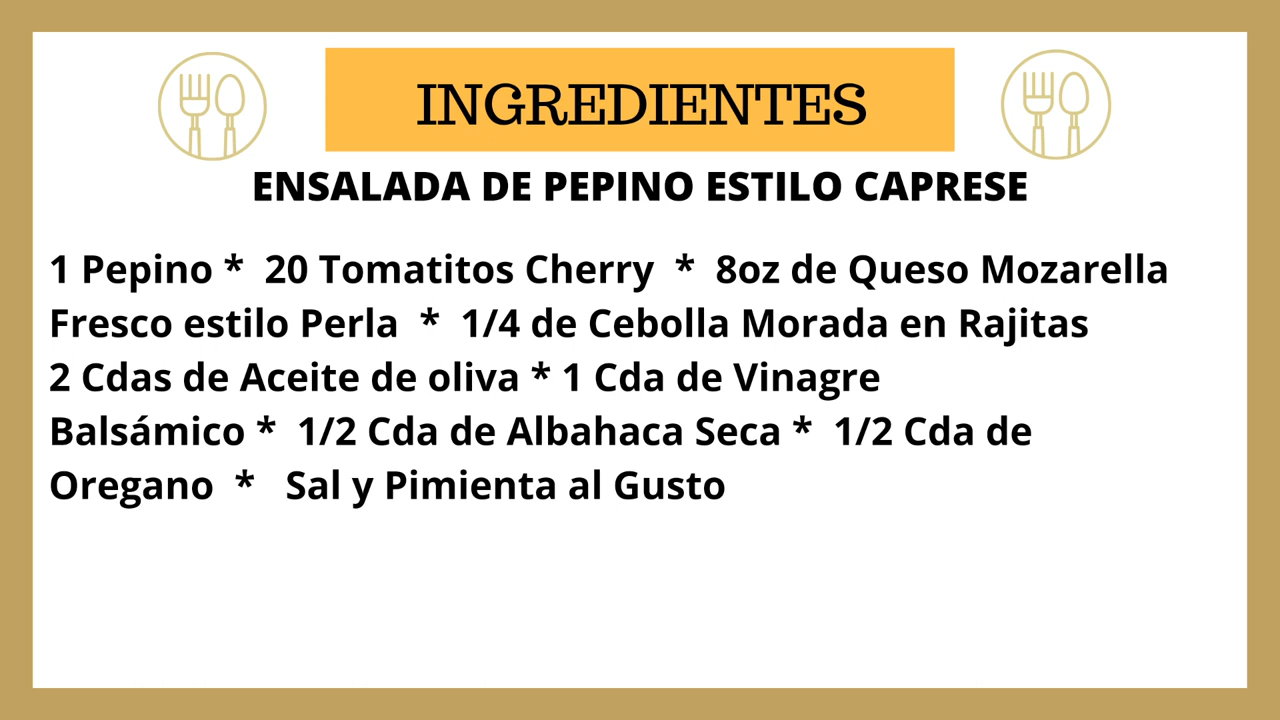 INGREDIENTES
ENSALADA DE PEPINO ESTILO CAPRESE
1 Pepino * 20 Tomatitos Cherry * 8oz de Queso Mozarella
Fresco estilo Perla * 1/4 de Cebolla Morada en Rajitas
2 Cdas de Aceite de oliva * 1 Cda de Vinagre
Balsámico * 1/2 Cda de Albahaca Seca * 1/2 Cda de
Oregano * Sal y Pimienta al Gusto